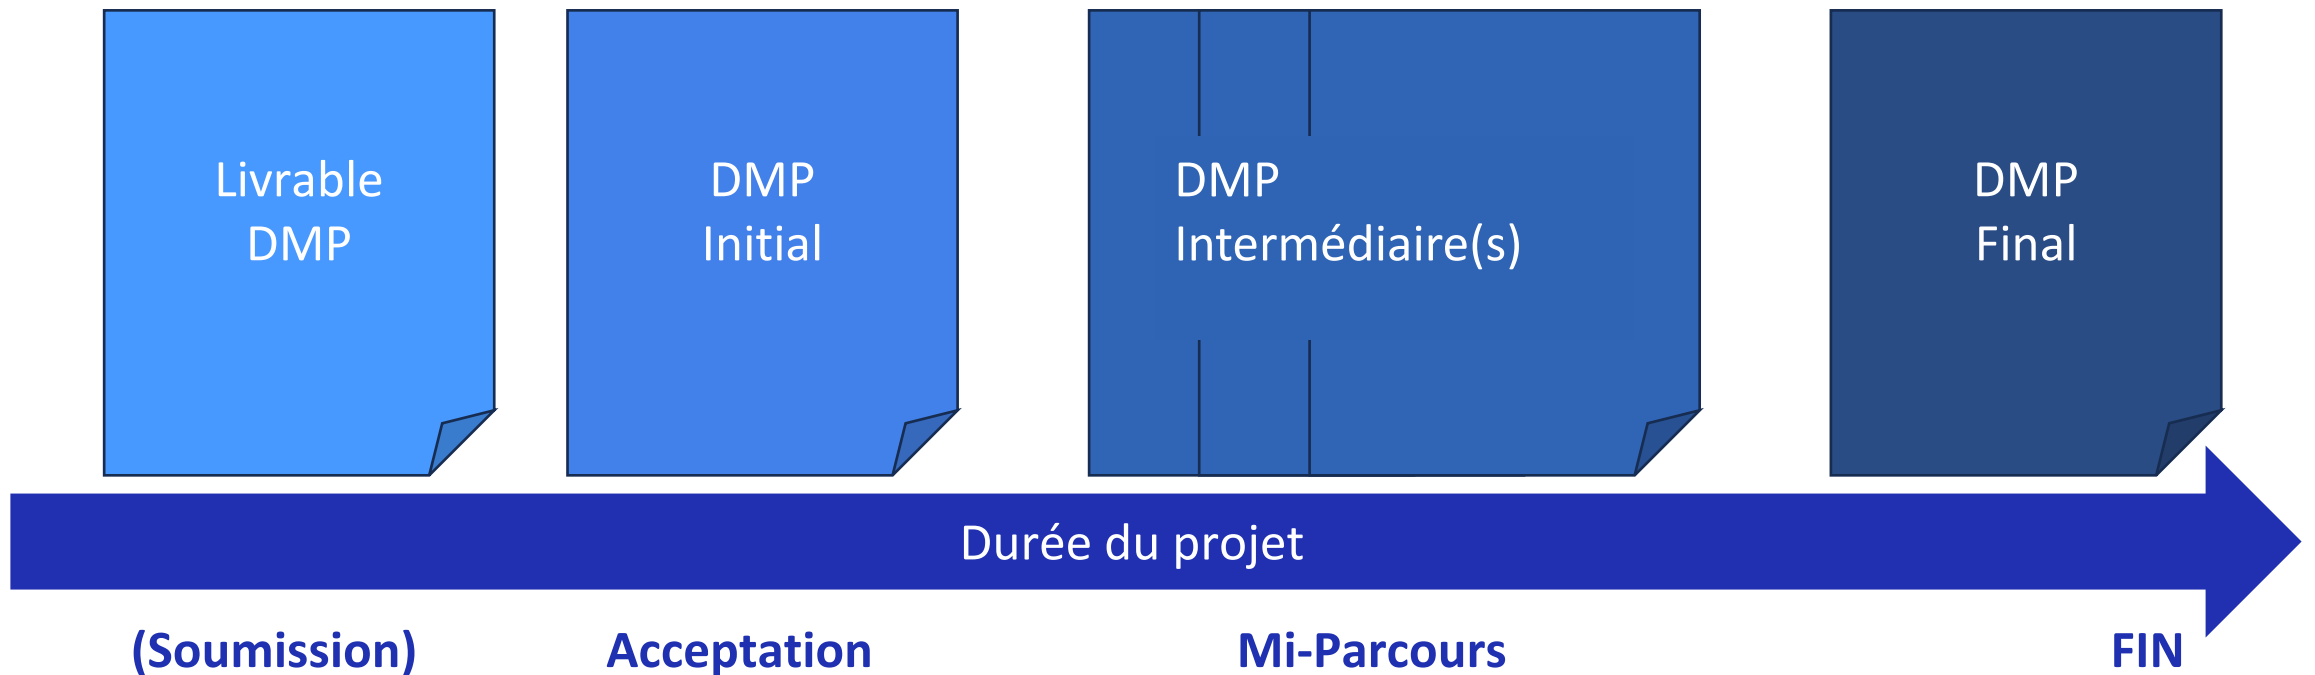 Livrable
DMP
DMP
Initial
DMP
Intermédiaire(s)
DMP
Final
Durée du projet
(Soumission)
Acceptation
Mi-Parcours
FIN